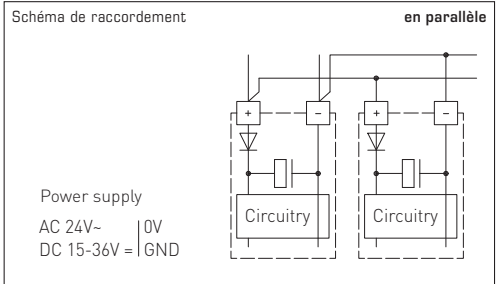 Schéma de raccordement en parallèle
+ − + −
Circuitry Circuitry
Power supply
AC 24V~ 0V
DC 15-36V = GND